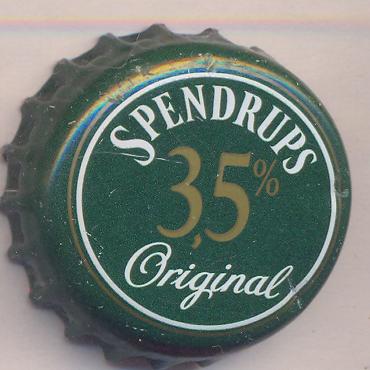 SPENDRUPS
3,5%
Original